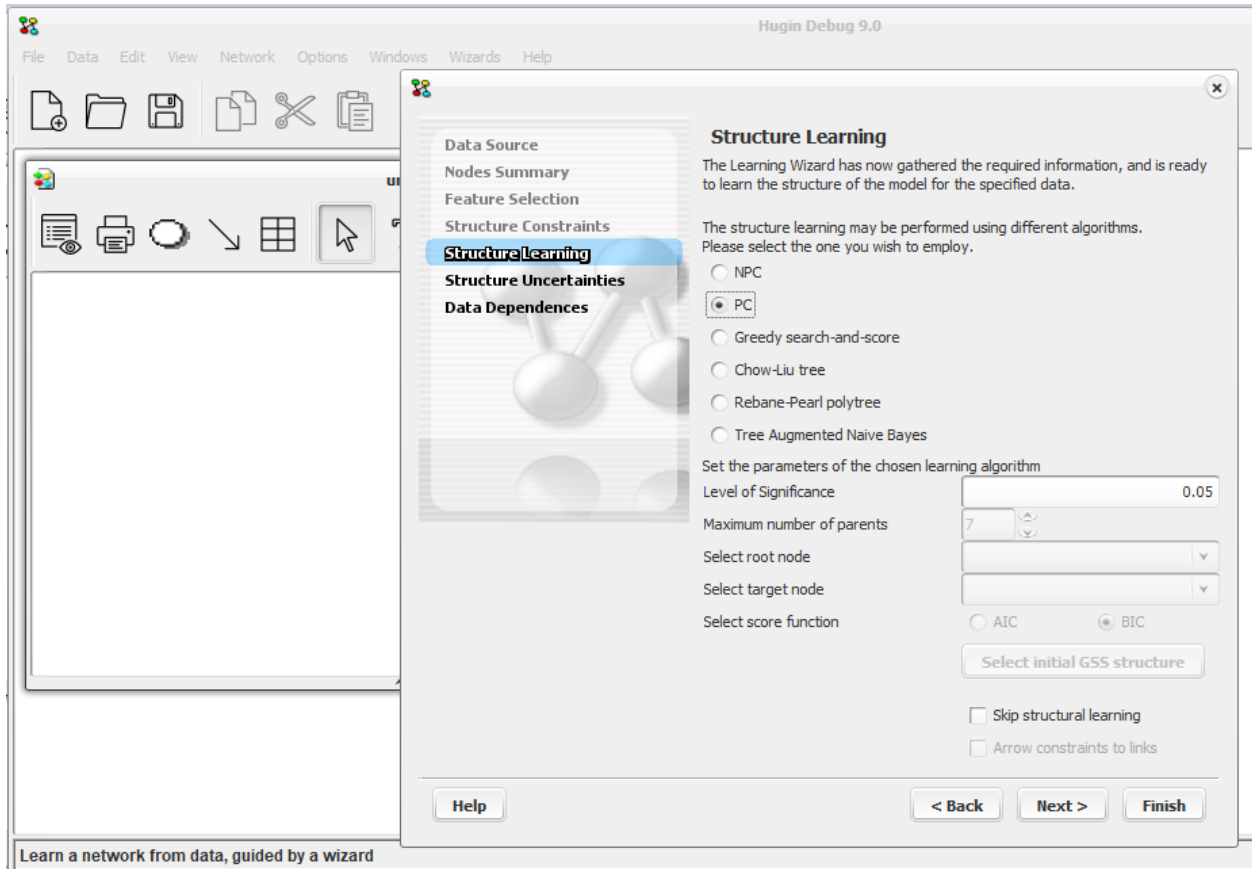 Hugin Debug 9.0
File Data Edit View Network Options Windows Wizards Help
Data Source
Nodes Summary
Feature Selection
Structure Constraints
Structure Learning
Structure Uncertainties
Data Dependences
Structure Learning
The Learning Wizard has now gathered the required information, and is ready
to learn the structure of the model for the specified data.
The structure learning may be performed using different algorithms.
Please select the one you wish to employ.
NPC
PC
Greedy search-and-score
Chow-Liu tree
Rebane-Pearl polytree
Tree Augmented Naive Bayes
Set the parameters of the chosen learning algorithm
Level of Significance 0.05
Maximum number of parents 7
Select root node
Select target node
Select score function AIC BIC
Select initial GSS structure
Skip structural learning
Arrow constraints to links
Help < Back Next > Finish
Learn a network from data, guided by a wizard